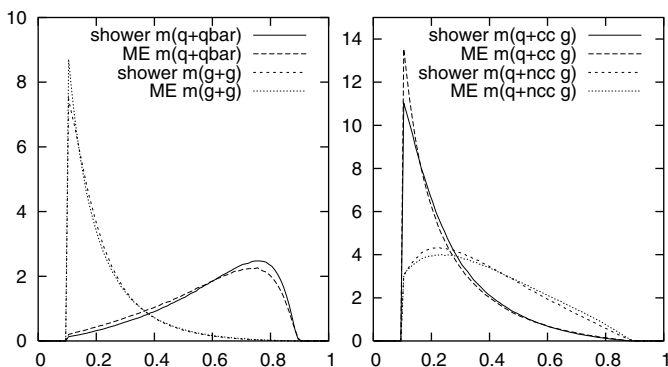 10
8
6
4
2
0
0 0.2 0.4 0.6 0.8 1
shower m(q+qbar)
ME m(q+qbar)
shower m(g+g)
ME m(g+g)
14
12
10
8
6
4
2
0
0 0.2 0.4 0.6 0.8 1
shower m(q+cc g)
ME m(q+cc g)
shower m(q+ncc g)
ME m(q+ncc g)